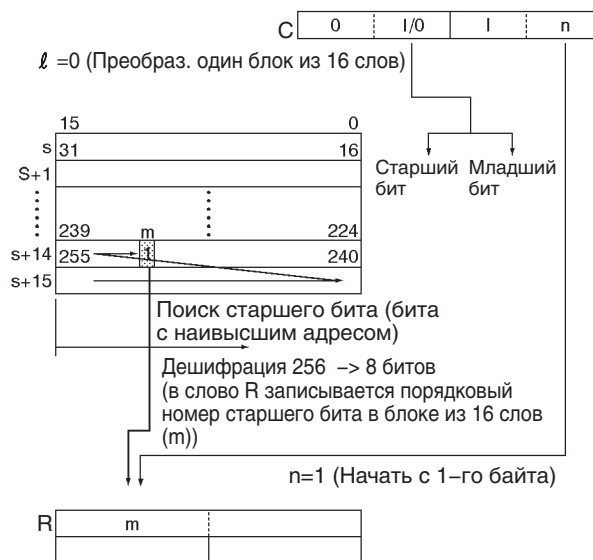 C 0 1/0 l n
ℓ =0 (Преобраз. один блок из 16 слов)
15 0
s 31 16
S+1
Старший бит
Младший бит
239 m 224
s+14 255 1 240
s+15
Поиск старшего бита (бита
с наивысшим адресом)
Дешифрация 256 –> 8 битов
(в слово R записывается порядковый
номер старшего бита в блоке из 16 слов
(m))
n=1 (Начать с 1–го байта)
R m